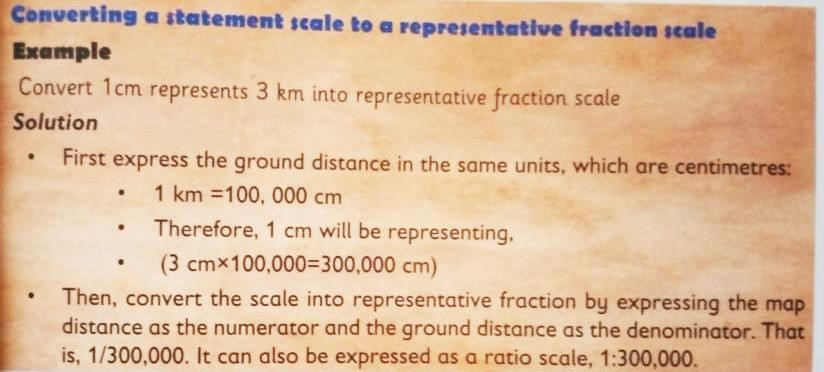 Converting a statement scale to a representative fraction scale
Example
Convert 1cm represents 3 km into representative fraction scale
Solution
• First express the ground distance in the same units, which are centimetres:
• 1 km =100, 000 cm
• Therefore, 1 cm will be representing,
• (3 cm×100,000=300,000 cm)
• Then, convert the scale into representative fraction by expressing the map
distance as the numerator and the ground distance as the denominator. That
is, 1/300,000. It can also be expressed as a ratio scale, 1:300,000.